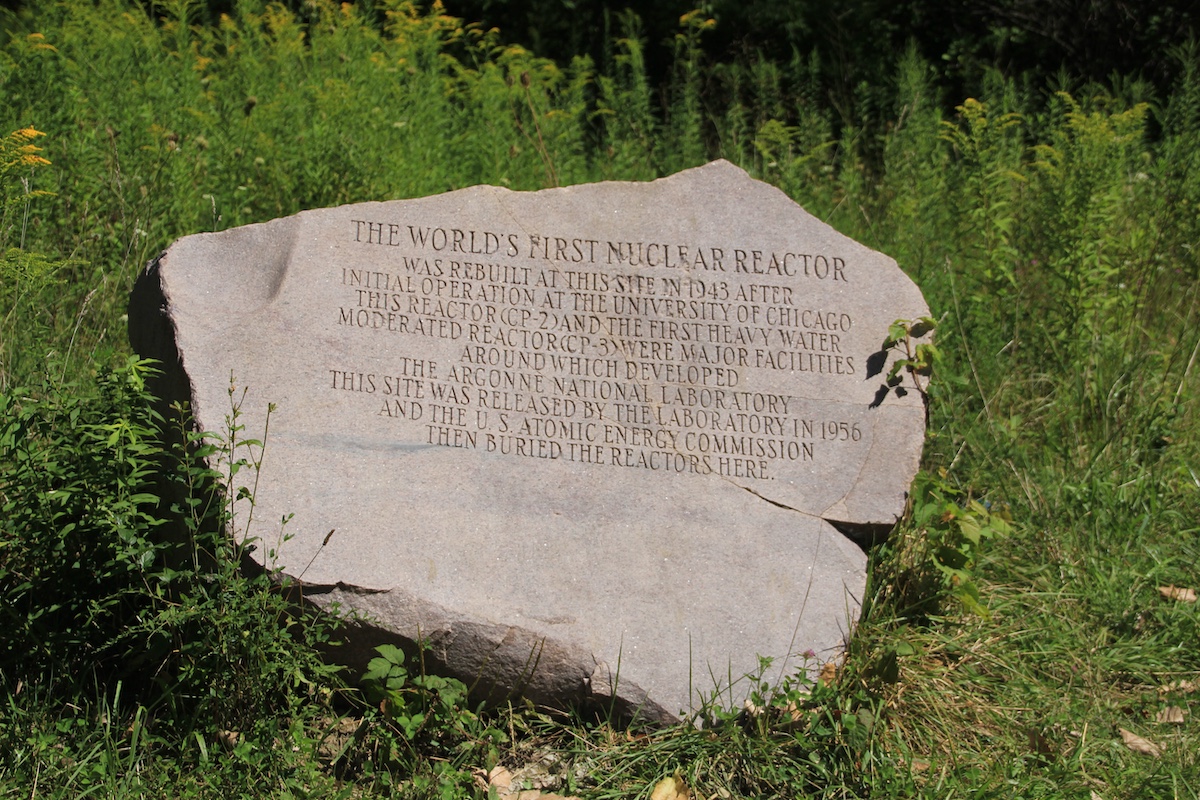 THE WORLD'S FIRST NUCLEAR REACTOR
WAS REBUILT AT THIS SITE IN 1943 AFTER
INITIAL OPERATION AT THE UNIVERSITY OF CHICAGO
THIS REACTOR (CP-2) AND THE FIRST HEAVY WATER
MODERATED REACTOR (CP-3) WERE MAJOR FACILITIES
AROUND WHICH DEVELOPED
THE ARGONNE NATIONAL LABORATORY
THIS SITE WAS RELEASED BY THE LABORATORY IN 1956
AND THE U. S. ATOMIC ENERGY COMMISSION
THEN BURIED THE REACTORS HERE.